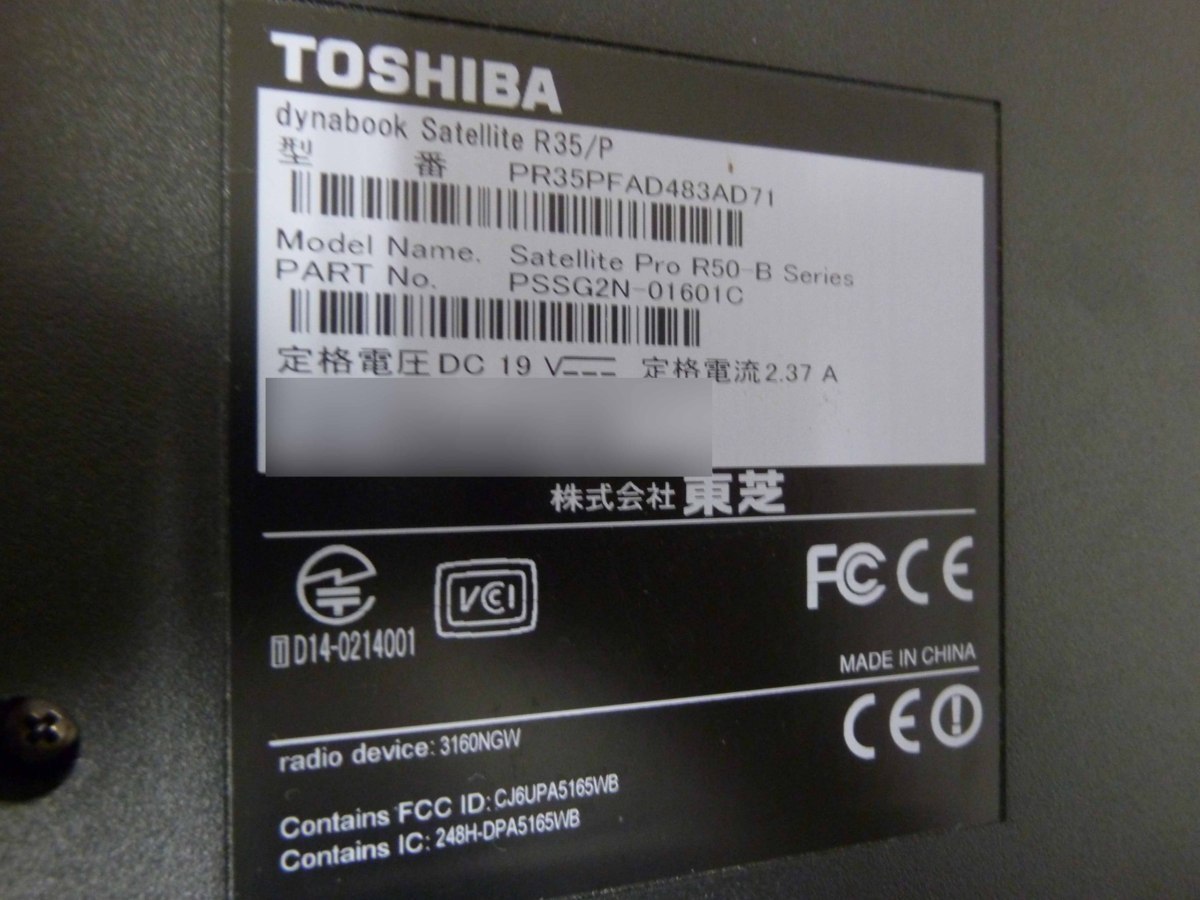 TOSHIBA
dynabook Satellite R35/P
型 番 PR35PFAD483AD71
Model Name. Satellite Pro R50-B Series
PART No. PSSG2N-01601C
定格電圧DC 19 V 定格電流2.37 A
株式会社 東芝
VCI
FC CE
T D14-0214001
MADE IN CHINA
CE
radio device: 3160NGW
Contains FCC ID: CJ6UPA5165WB
Contains IC: 248H-DPA5165WB